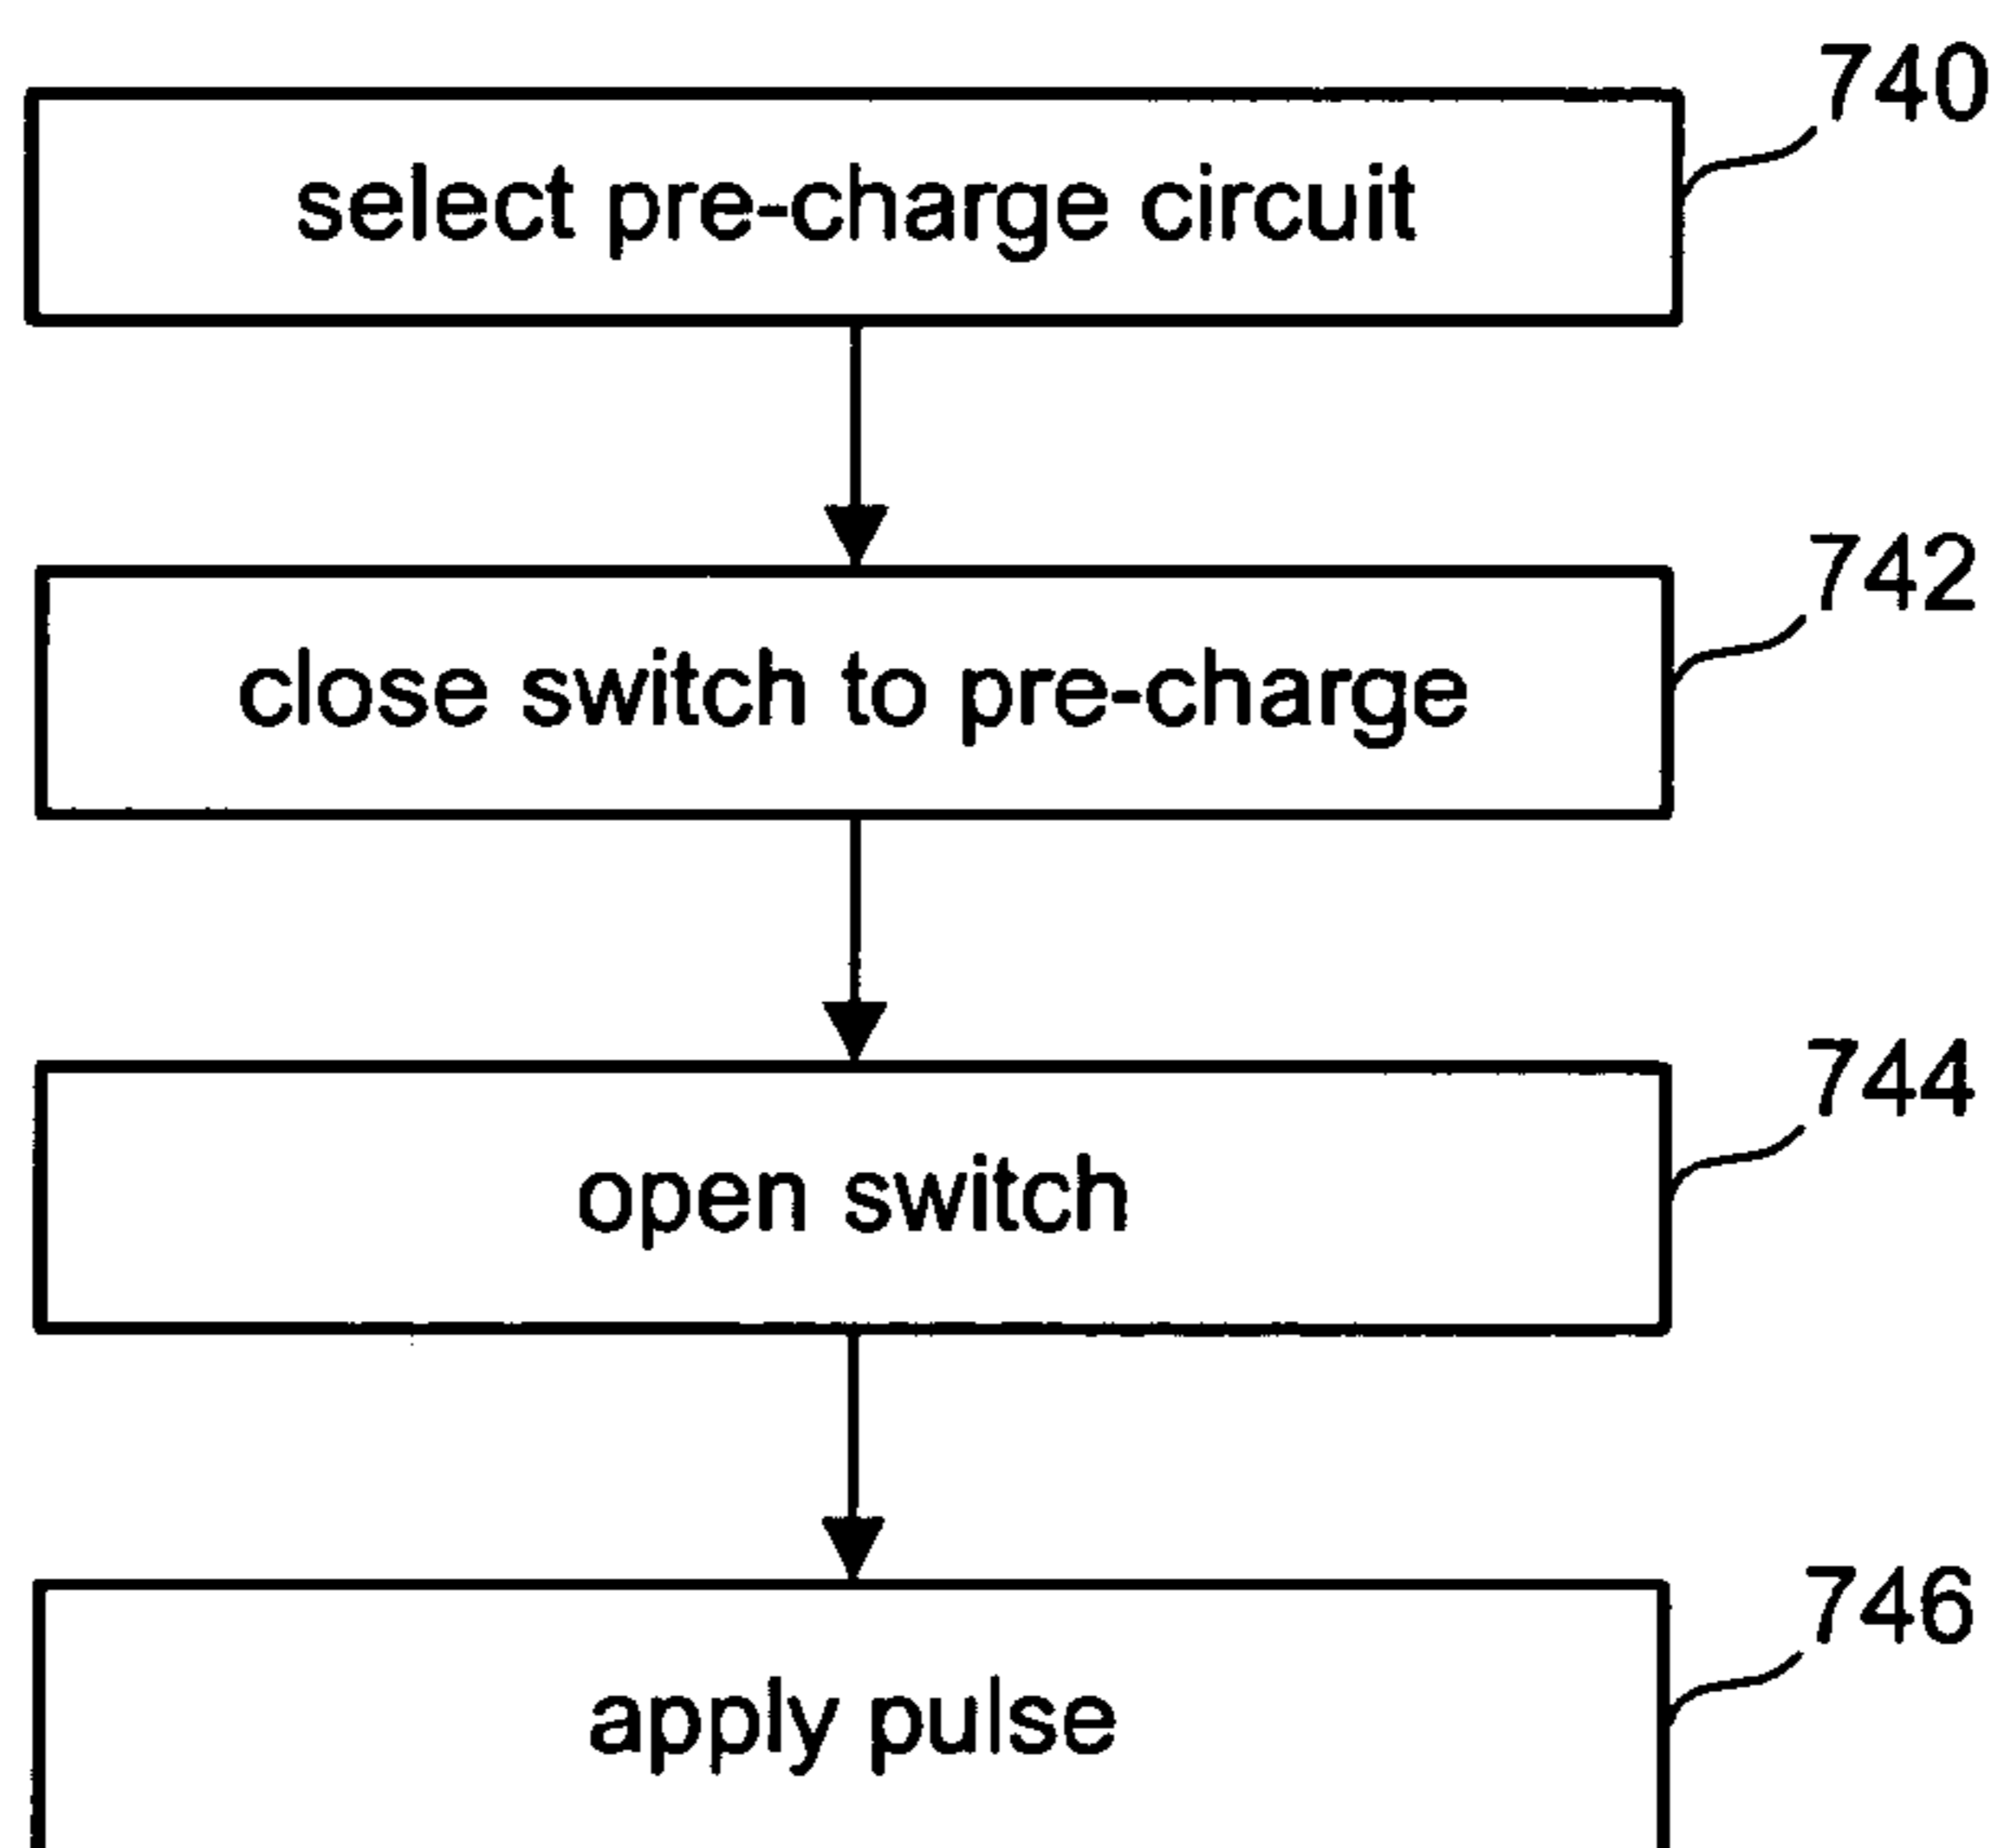 740
select pre-charge circuit
742
close switch to pre-charge
744
open switch
746
apply pulse